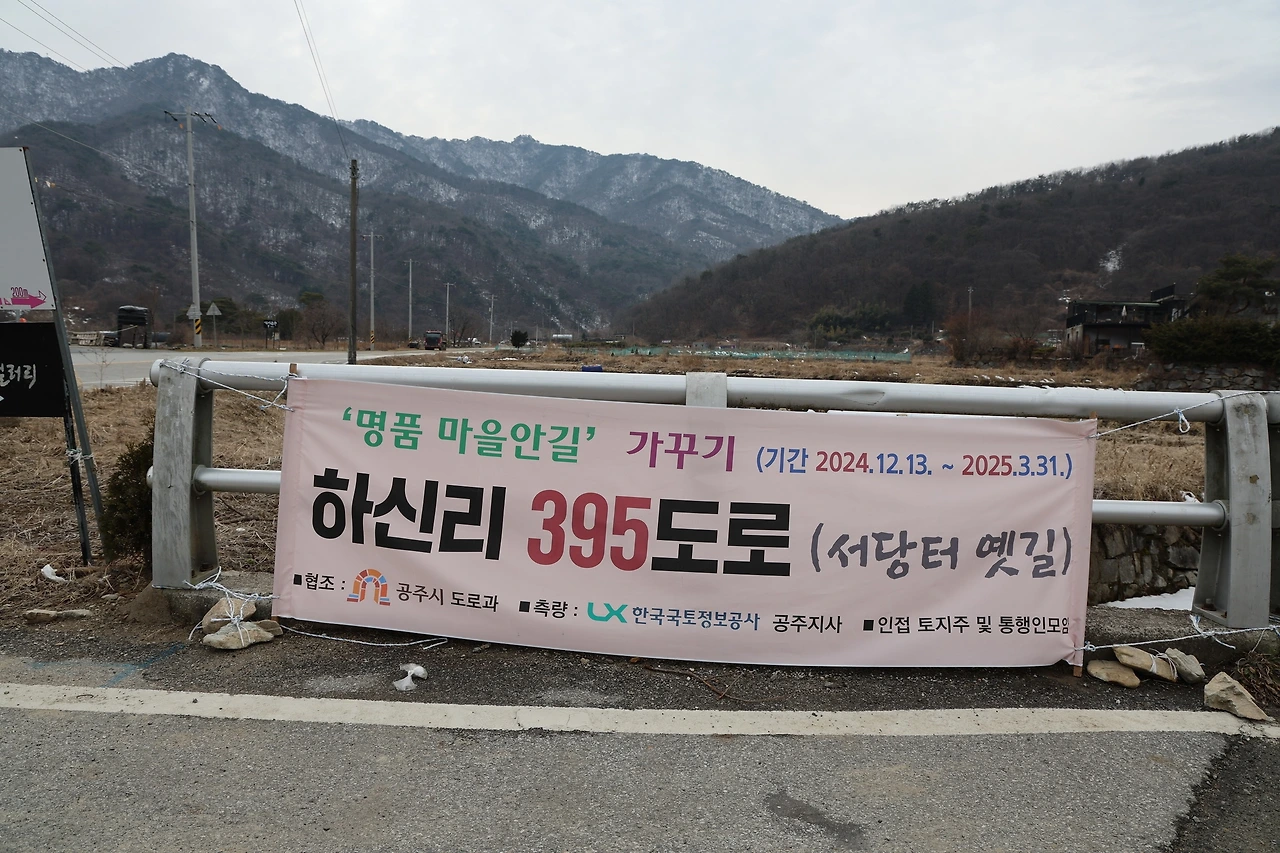 200m
갤러리
‘명품 마을안길’ 가꾸기 (기간 2024.12.13. ~ 2025.3.31.)
하신리 395도로 (서당터 옛길)
■협조 : 공주시 도로과 ■측량 : LX 한국국토정보공사 공주지사 ■인접 토지주 및 통행인모임